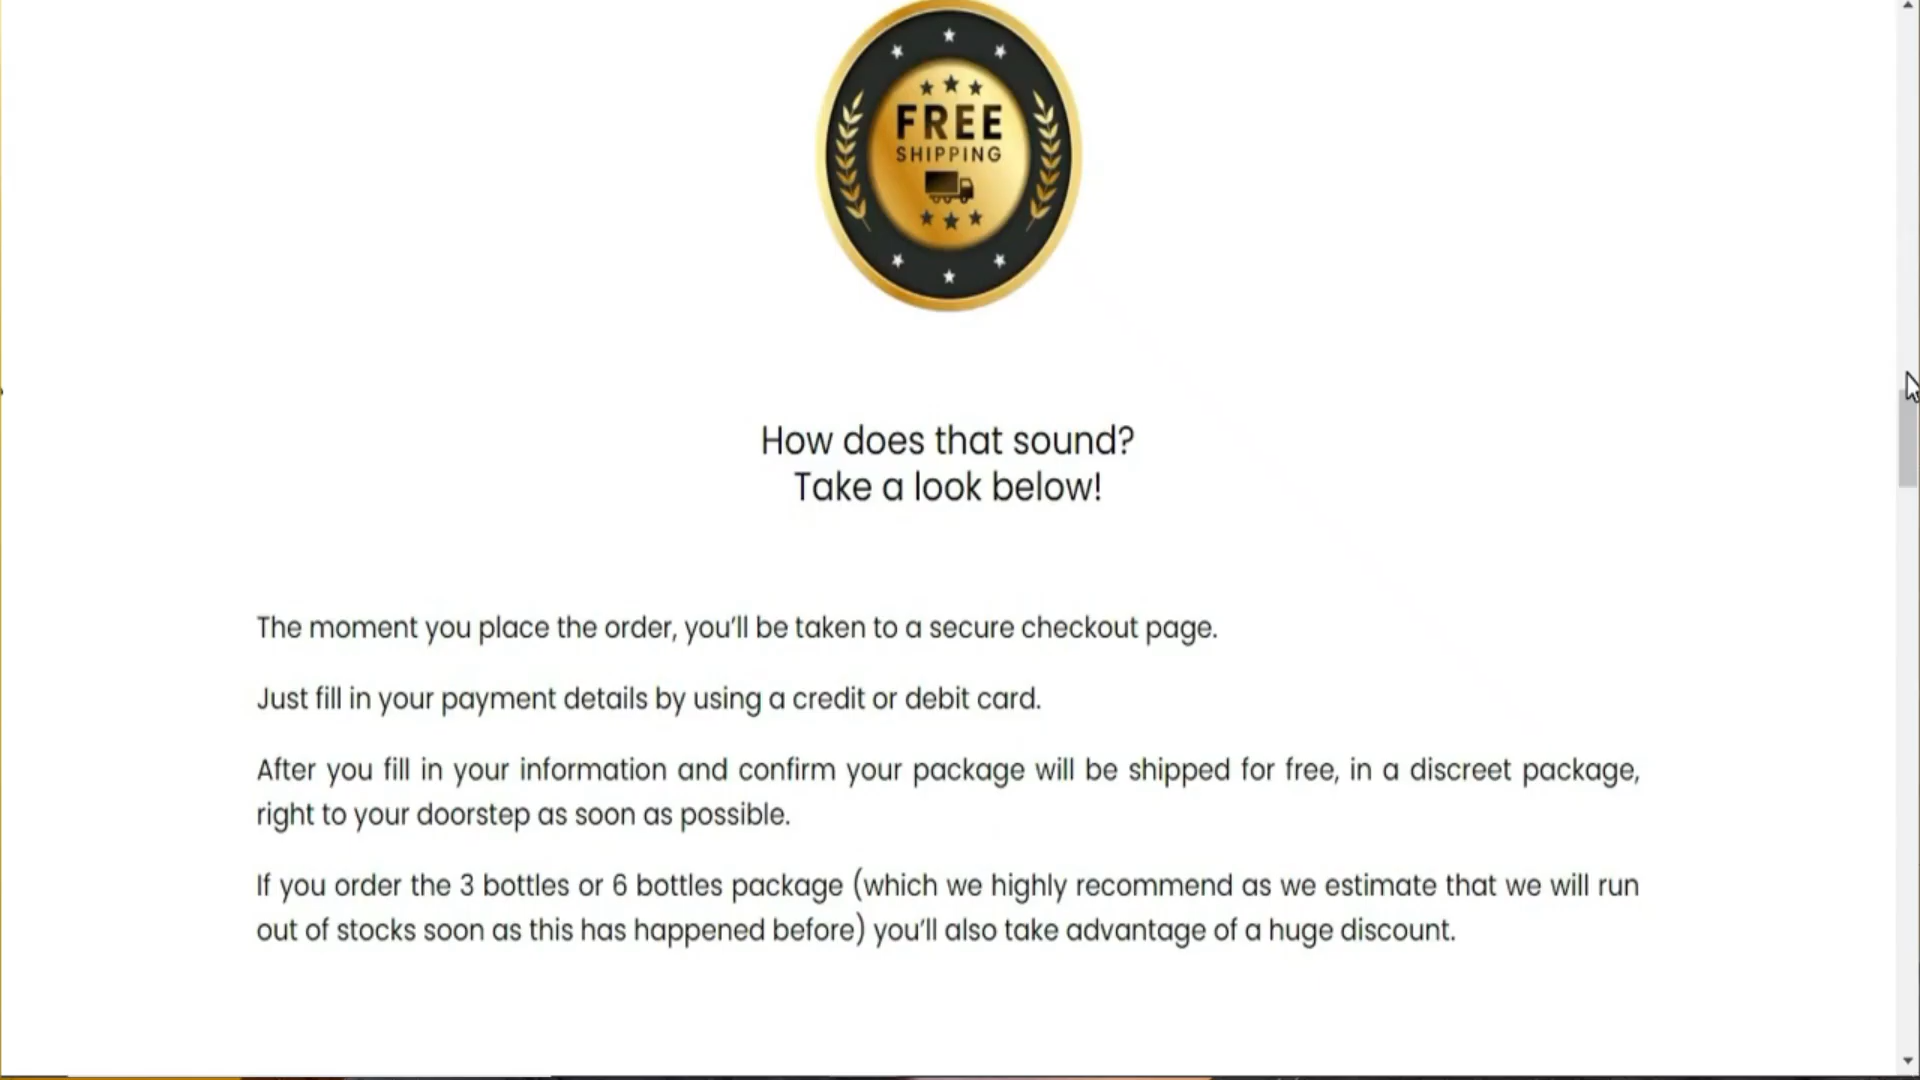 FREE
SHIPPING
How does that sound?
Take a look below!
The moment you place the order, you’ll be taken to a secure checkout page.
Just fill in your payment details by using a credit or debit card.
After you fill in your information and confirm your package will be shipped for free, in a discreet package,
right to your doorstep as soon as possible.
If you order the 3 bottles or 6 bottles package (which we highly recommend as we estimate that we will run
out of stocks soon as this has happened before) you’ll also take advantage of a huge discount.